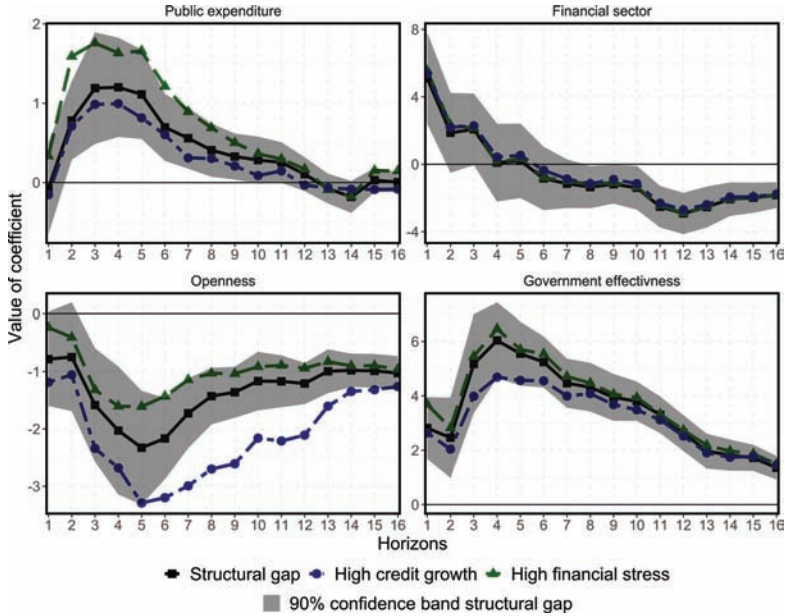 Public expenditure
Financial sector
2
1
0
1 2 3 4 5 6 7 8 9 10 11 12 13 14 15 16
8
4
0
-4
1 2 3 4 5 6 7 8 9 10 11 12 13 14 15 16
Value of coefficient
Openness
Government effectivness
0
-1
-2
-3
1 2 3 4 5 6 7 8 9 10 11 12 13 14 15 16
6
4
2
0
1 2 3 4 5 6 7 8 9 10 11 12 13 14 15 16
Horizons
Structural gap High credit growth High financial stress
90% confidence band structural gap